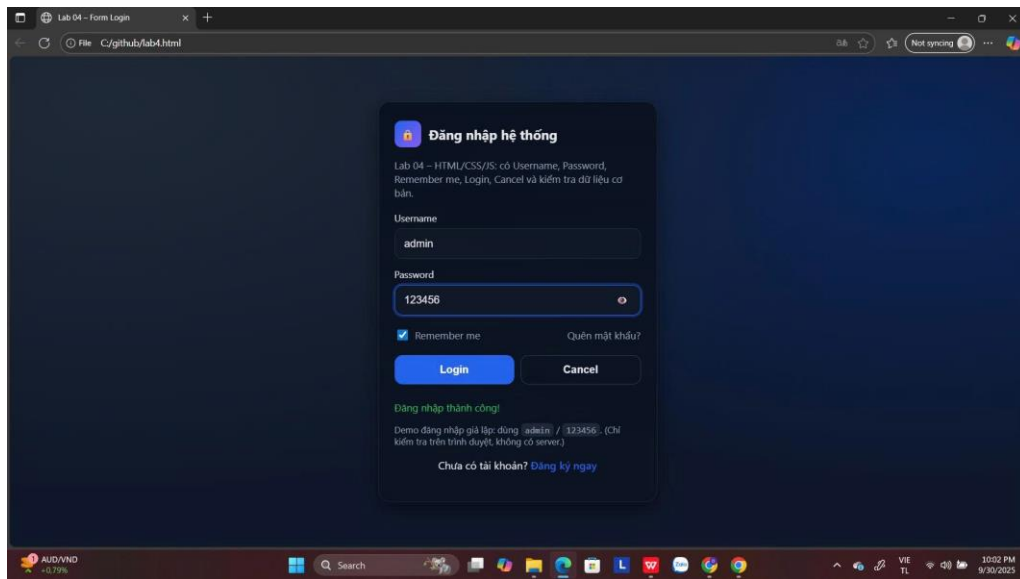 Lab 04 – Form Login
File C:/github/lab4.html
Not syncing
Đăng nhập hệ thống
Lab 04 – HTML/CSS/JS: có Username, Password,
Remember me, Login, Cancel và kiểm tra dữ liệu cơ
bản.
Username
admin
Password
123456
Remember me Quên mật khẩu?
Login Cancel
Đăng nhập thành công!
Demo đăng nhập giả lập: dùng admin / 123456 . (Chỉ
kiểm tra trên trình duyệt, không có server.)
Chưa có tài khoản? Đăng ký ngay
1
AUD/VND
+0,79%
Search
L
W
Zalo
VIE
TL
10:02 PM
9/30/2025